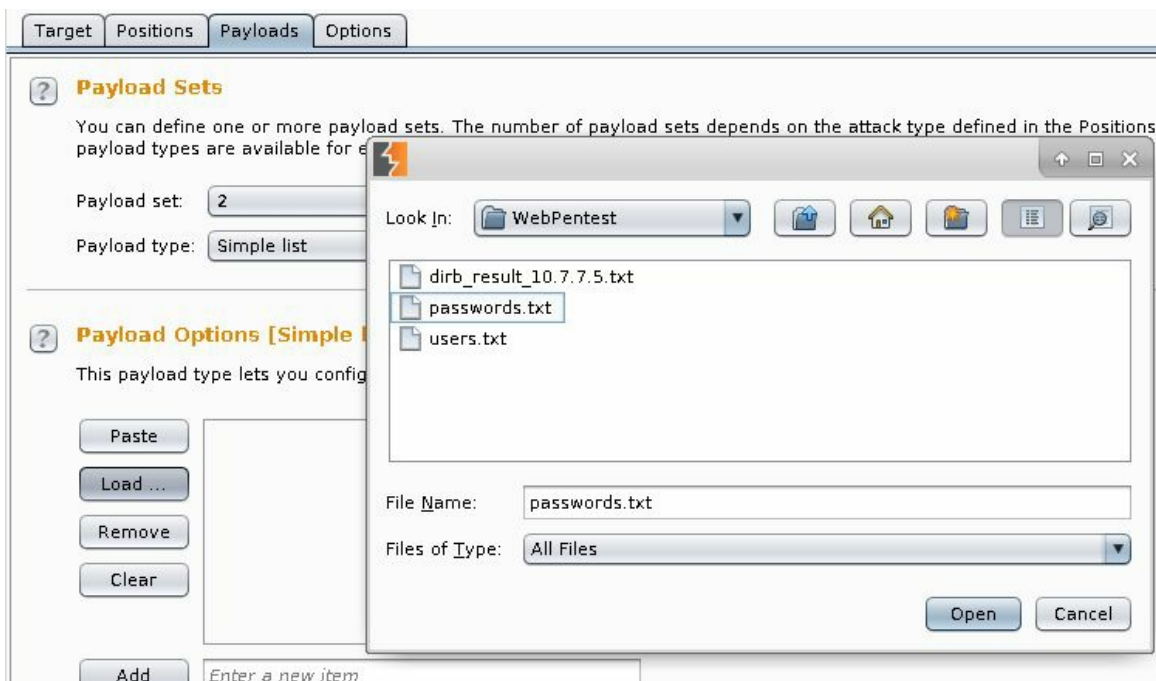 Target Positions Payloads Options
? Payload Sets
You can define one or more payload sets. The number of payload sets depends on the attack type defined in the Positions
payload types are available for e
Payload set: 2
Payload type: Simple list
? Payload Options [Simple l
This payload type lets you config
Paste
Load ...
Remove
Clear
Add Enter a new item
Look In: WebPentest
dirb_result_10.7.7.5.txt
passwords.txt
users.txt
File Name: passwords.txt
Files of Type: All Files
Open Cancel